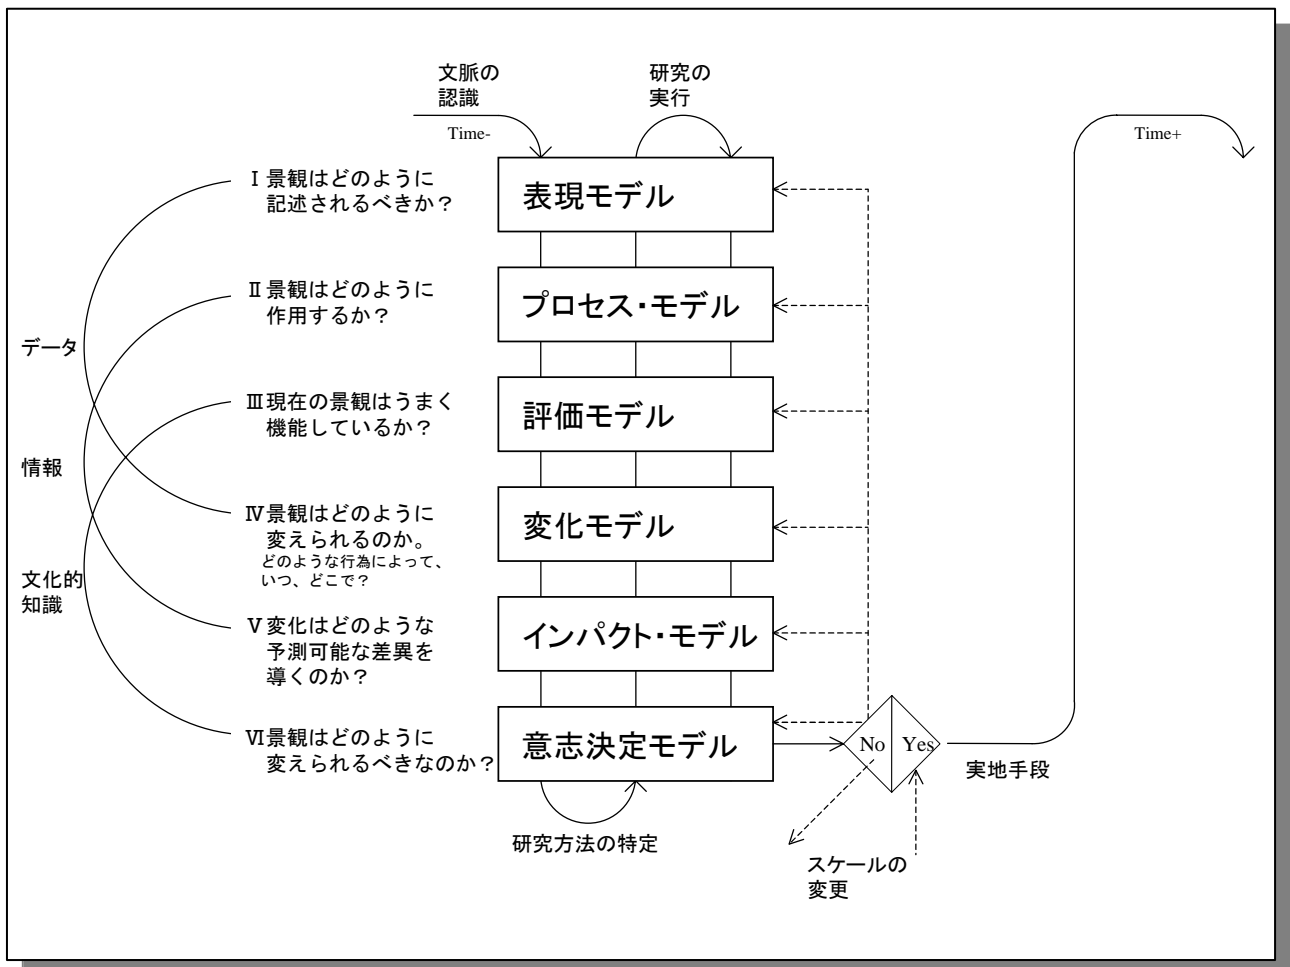 文脈の
認識
Time-
研究の
実行
Time+
Ⅰ景観はどのように
記述されるべきか？
表現モデル
Ⅱ景観はどのように
作用するか？
プロセス・モデル
データ
Ⅲ現在の景観はうまく
機能しているか？
評価モデル
情報
Ⅳ景観はどのように
変えられるのか。
どのような行為によって、
いつ、どこで？
変化モデル
文化的
知識
Ⅴ変化はどのような
予測可能な差異を
導くのか？
インパクト・モデル
Ⅵ景観はどのように
変えられるべきなのか？
意志決定モデル
No
Yes
実地手段
研究方法の特定
スケールの
変更